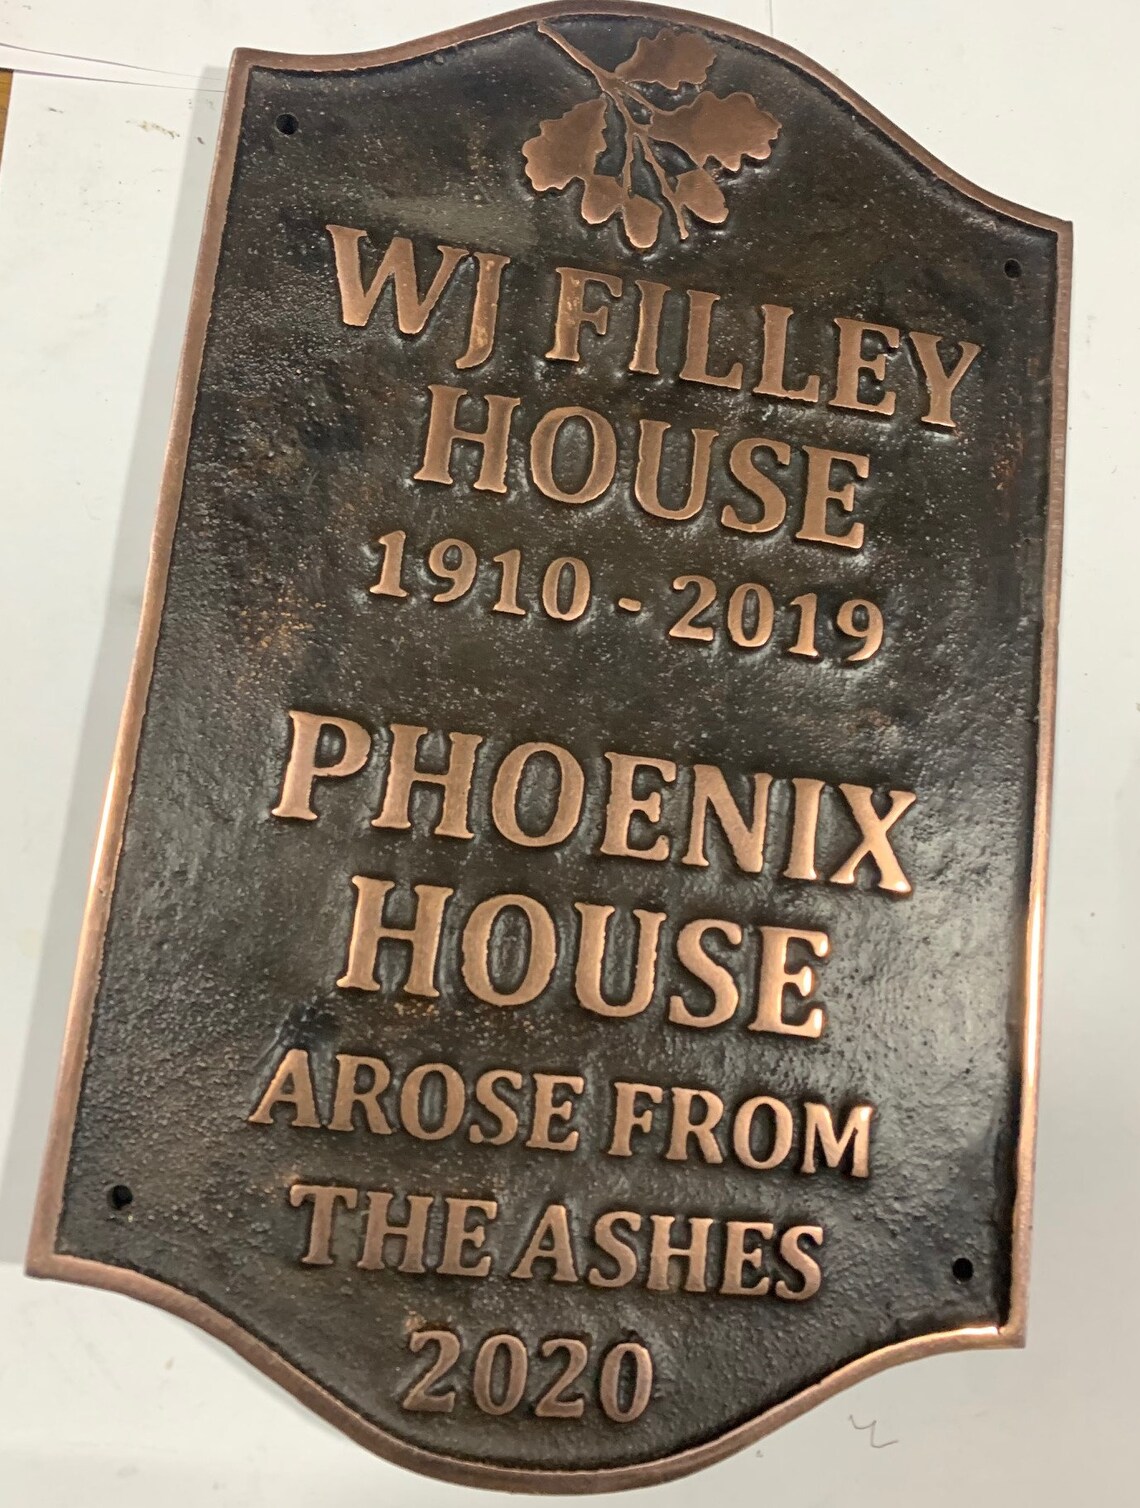 WJ FILLEY
HOUSE
1910 - 2019
PHOENIX
HOUSE
AROSE FROM
THE ASHES
2020